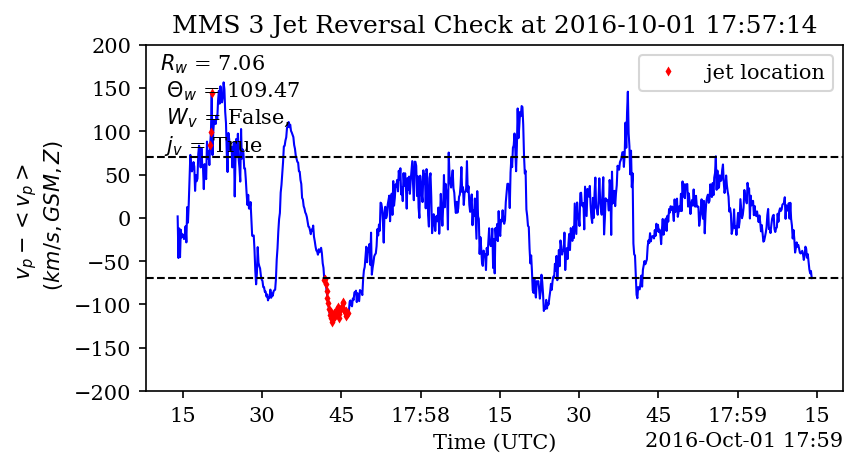 MMS 3 Jet Reversal Check at 2016-10-01 17:57:14
200
150
100
50
0
−50
−100
−150
−200
v_p − < v_p >
(km/s, GSM, Z)
R_w = 7.06
Θ_w = 109.47
W_v = False,
j_v = True
jet location
15 30 45 17:58 15 30 45 17:59 15
Time (UTC)
2016-Oct-01 17:59